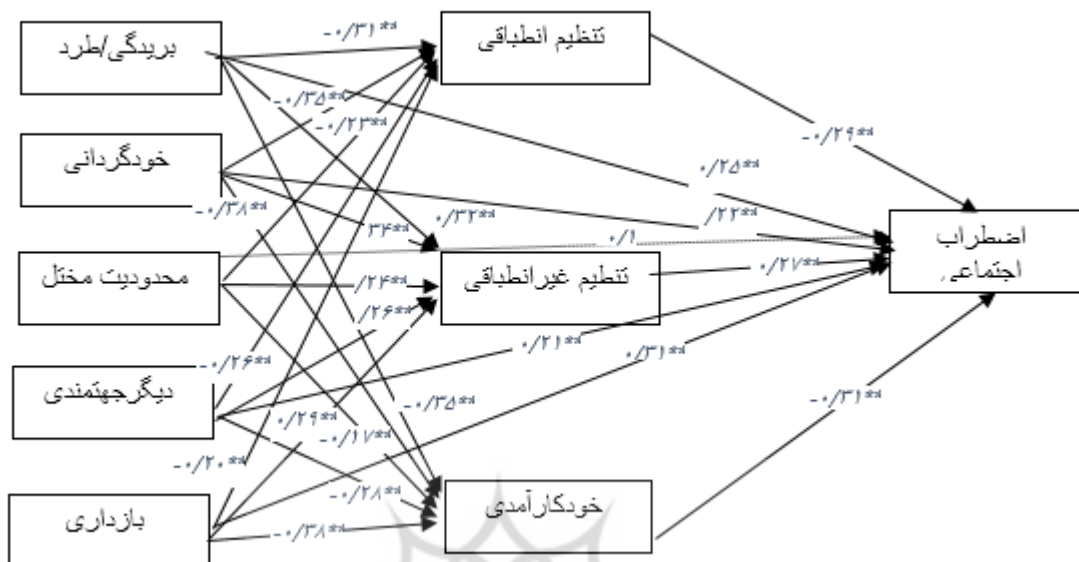 بریدگی/طرد
خودگردانی
محدودیت مختل
دیگرجهتمندی
بازداری
تنظیم انطباقی
تنطیم غیرانطباقی
خودکارآمدی
اضطراب
اجتماعی
-۰/۳۱**
-۰/۳۵**
-۰/۲۳**
-۰/۳۸**
۳۴**
۰/۳۲**
/۲۴**
/۲۶**
-۰/۲۶**
۰/۲۹**
-۰/۳۵**
-۰/۱۷**
-۰/۲۰**
-۰/۲۸**
-۰/۳۸**
-۰/۲۹**
۰/۲۵**
/۲۲**
۰/۱
۰/۲۷**
۰/۲۱**
۰/۳۱**
-۰/۳۱**